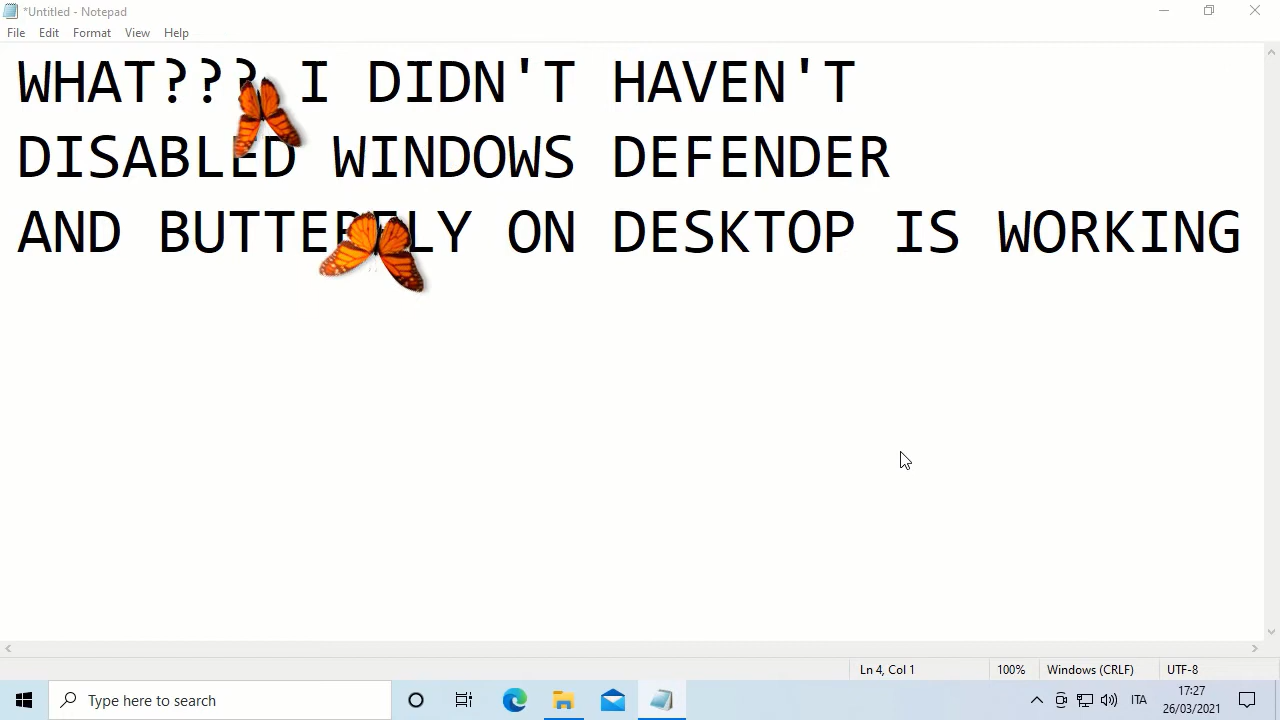 *Untitled - Notepad
File Edit Format View Help
WHAT??? I DIDN'T HAVEN'T
DISABLED WINDOWS DEFENDER
AND BUTTERFLY ON DESKTOP IS WORKING
Ln 4, Col 1 100% Windows (CRLF) UTF-8
Type here to search
ITA
17:27
26/03/2021